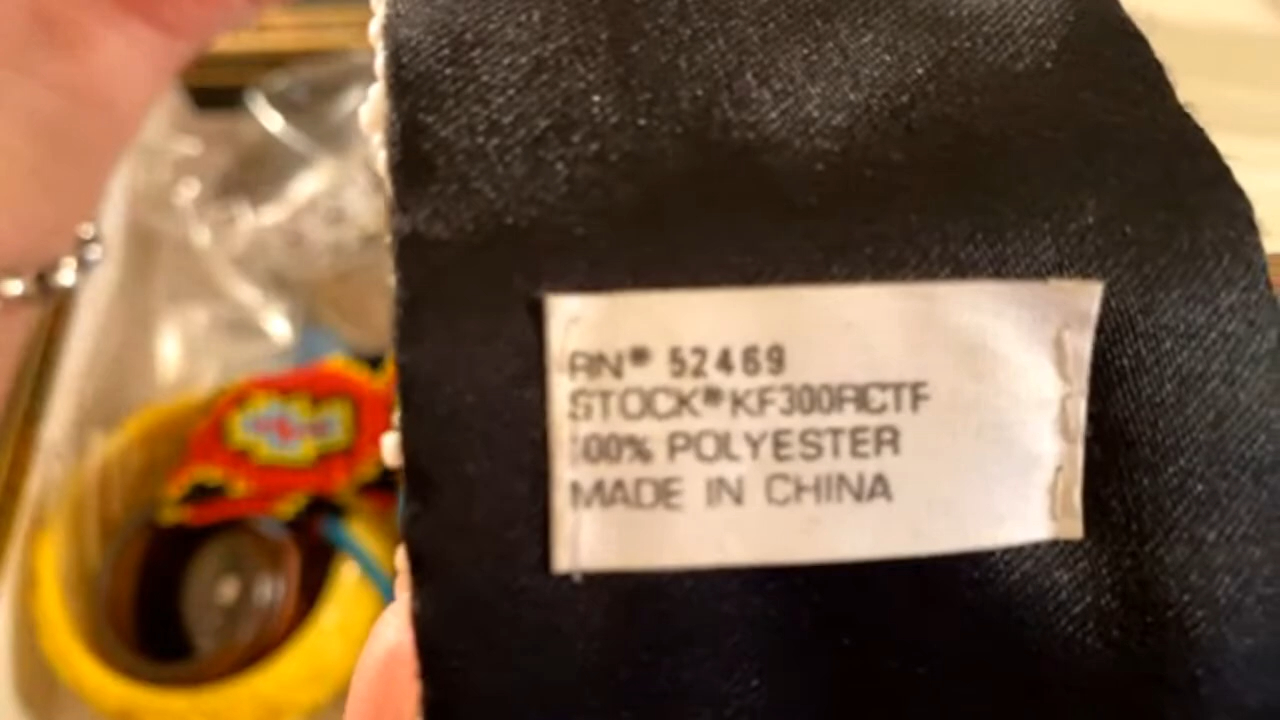 RN# 52469
STOCK#KF300RCTF
100% POLYESTER
MADE IN CHINA